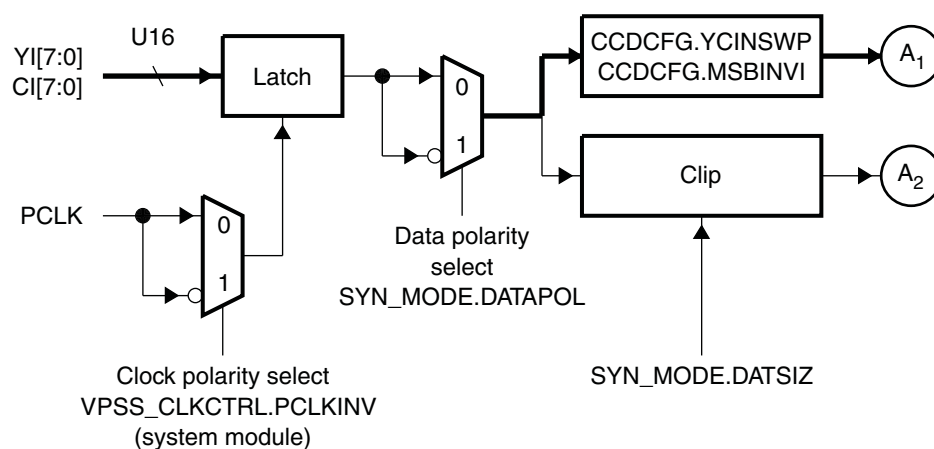 U16
YI[7:0]
CI[7:0]
Latch
0
1
CCDCFG.YCINSWP
CCDCFG.MSBINVI
A1
Clip
A2
PCLK
0
1
Data polarity
select
SYN_MODE.DATAPOL
Clock polarity select
VPSS_CLKCTRL.PCLKINV
(system module)
SYN_MODE.DATSIZ